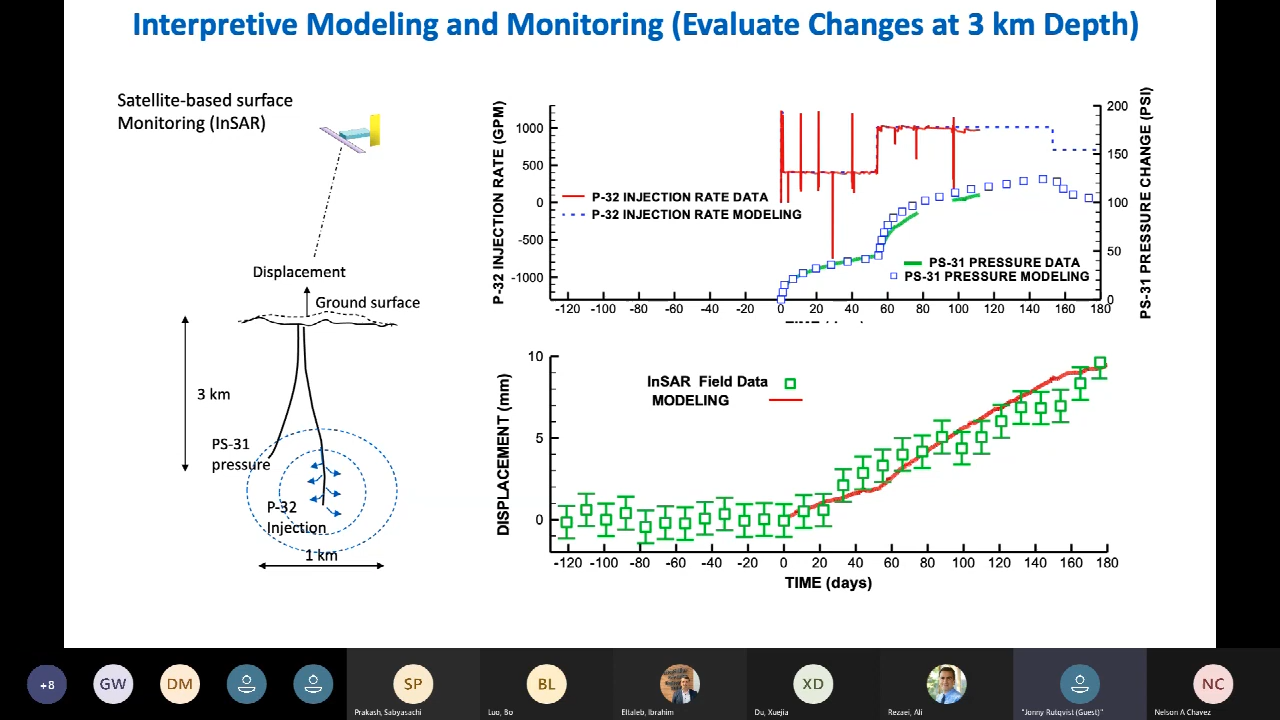 Interpretive Modeling and Monitoring (Evaluate Changes at 3 km Depth)
Satellite-based surface
Monitoring (InSAR)
Displacement
Ground surface
3 km
PS-31
pressure
P-32
Injection
1 km
P-32 INJECTION RATE (GPM)
1000
500
0
-500
-1000
P-32 INJECTION RATE DATA
P-32 INJECTION RATE MODELING
PS-31 PRESSURE DATA
PS-31 PRESSURE MODELING
200
150
100
50
0
PS-31 PRESSURE CHANGE (PSI)
-120 -100 -80 -60 -40 -20 0 20 40 60 80 100 120 140 160 180
DISPLACEMENT (mm)
10
5
0
InSAR Field Data
MODELING
-120 -100 -80 -60 -40 -20 0 20 40 60 80 100 120 140 160 180
TIME (days)
+8
GW
DM
SP
BL
XD
NC
Prakash, Sabyasachi
Luo, Bo
Eltaleb, Ibrahim
Du, Xuejia
Rezaei, Ali
"Jonny Rutqvist (Guest)"
Nelson A Chavez